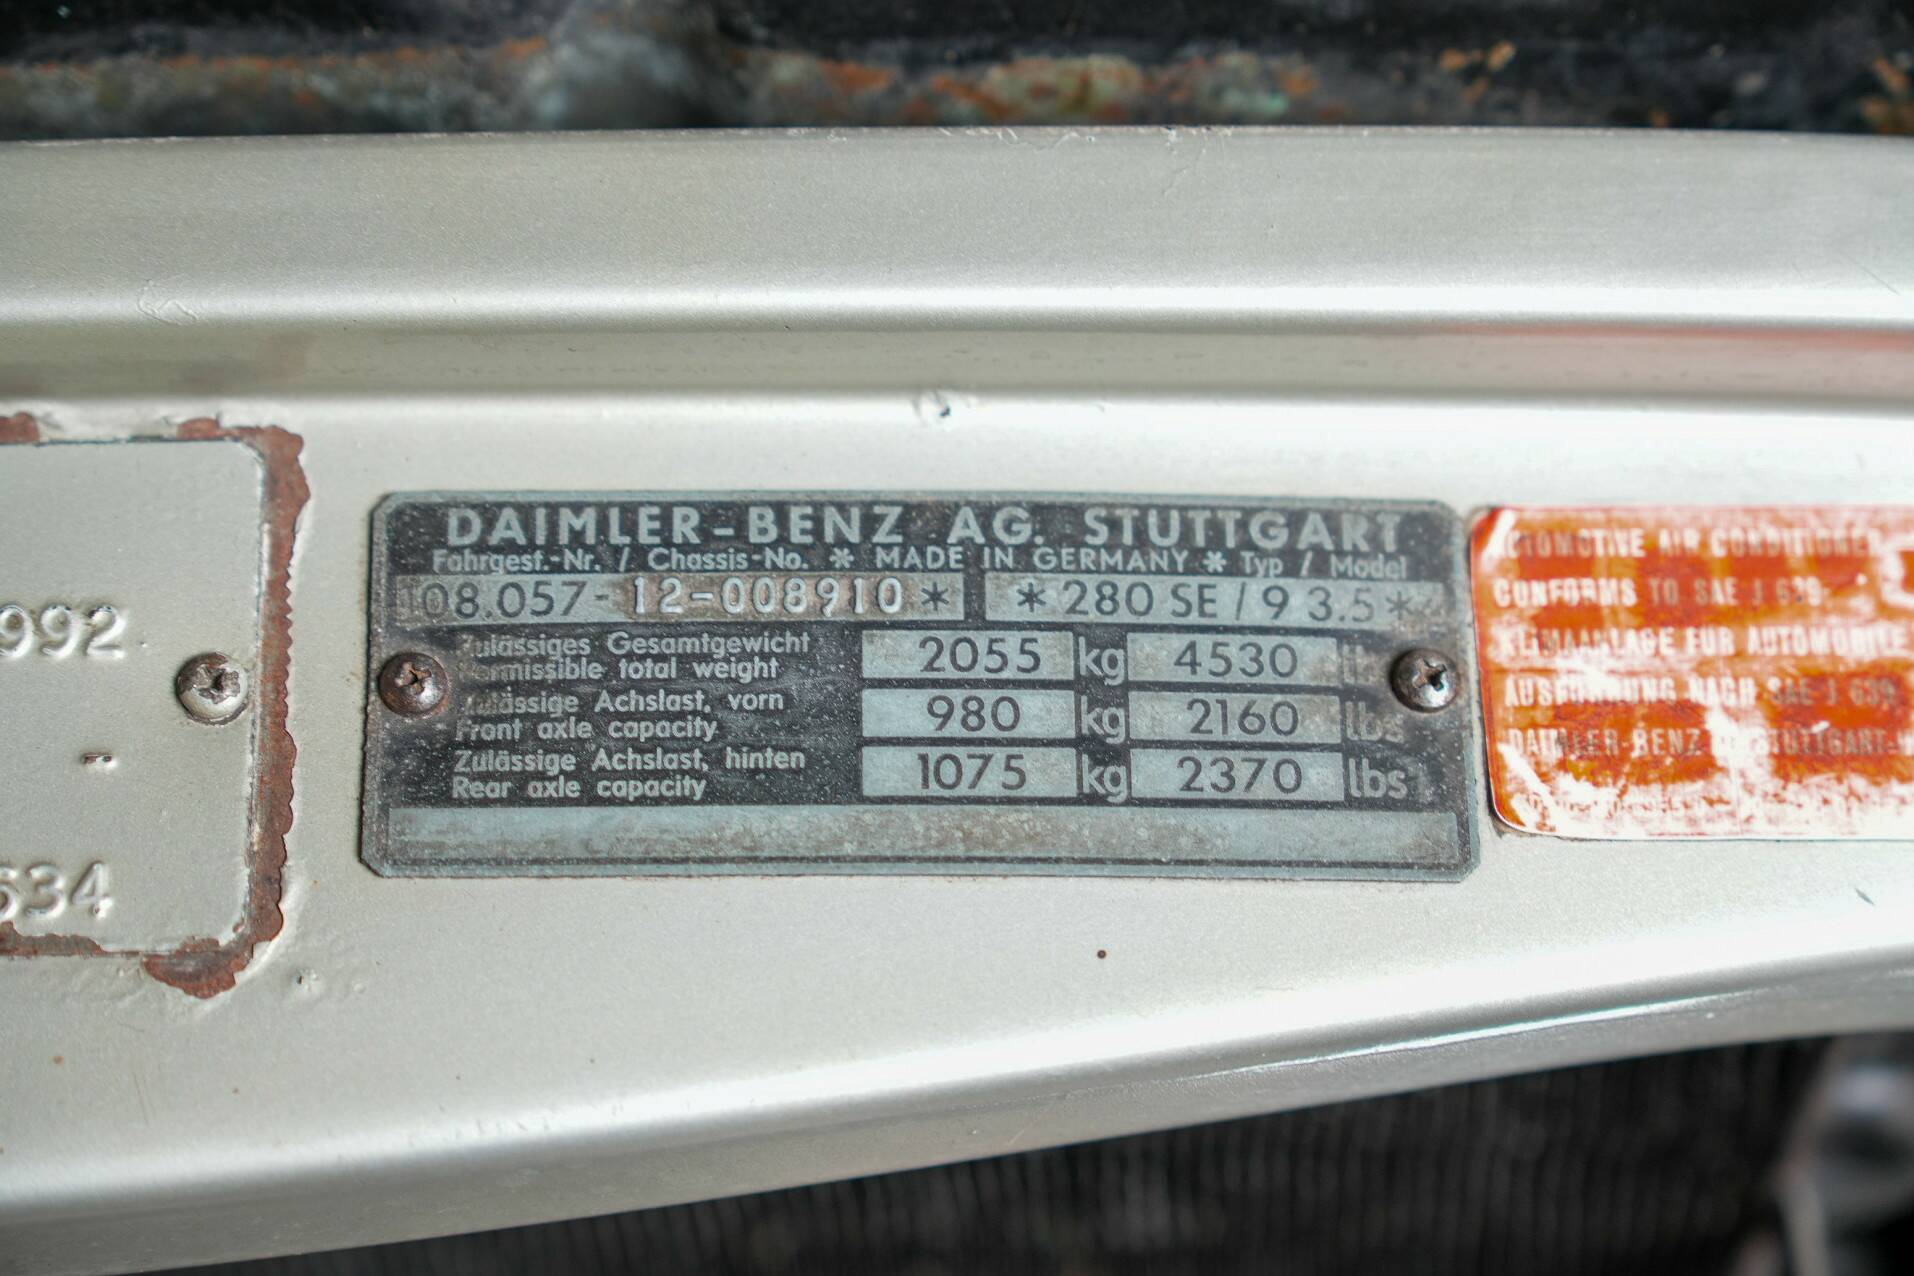 DAIMLER-BENZ AG. STUTTGART
Fahrgest.-Nr. / Chassis-No. * MADE IN GERMANY * Typ / Model
108.057-12-008910* *280 SE/9 3.5*
Zulässiges Gesamtgewicht
Permissible total weight 2055 kg 4530 lbs
Zulässige Achslast, vorn
Front axle capacity 980 kg 2160 lbs
Zulässige Achslast, hinten
Rear axle capacity 1075 kg 2370 lbs
992
-
634
AUTOMOTIVE AIR CONDITIONER
CONFORMS TO SAE J 639
KLIMAANLAGE FÜR AUTOMOBILE
AUSFÜHRUNG NACH SAE J 639
DAIMLER-BENZ STUTTGART-